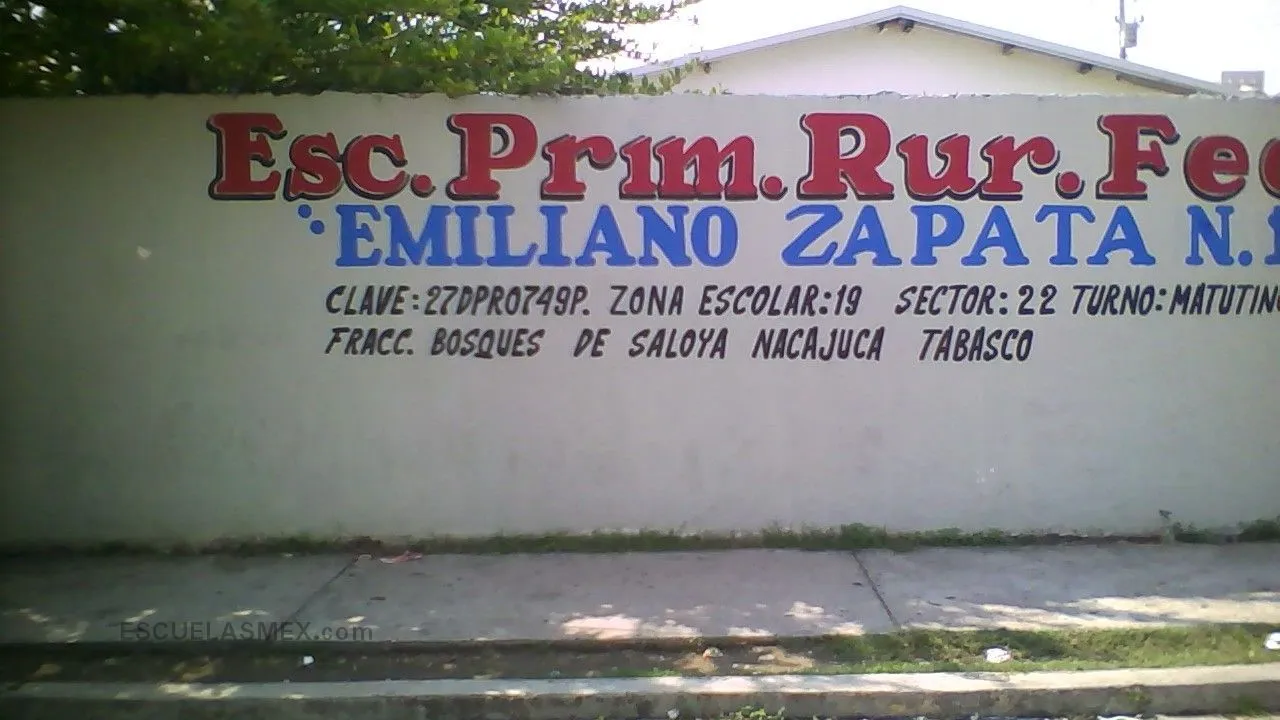 Esc. Prim. Rur. Fed
"EMILIANO ZAPATA N.
CLAVE: 27DPR0749P. ZONA ESCOLAR: 19 SECTOR: 22 TURNO: MATUTIN
FRACC. BOSQUES DE SALOYA NACAJUCA TABASCO
ESCUELASMEX.com